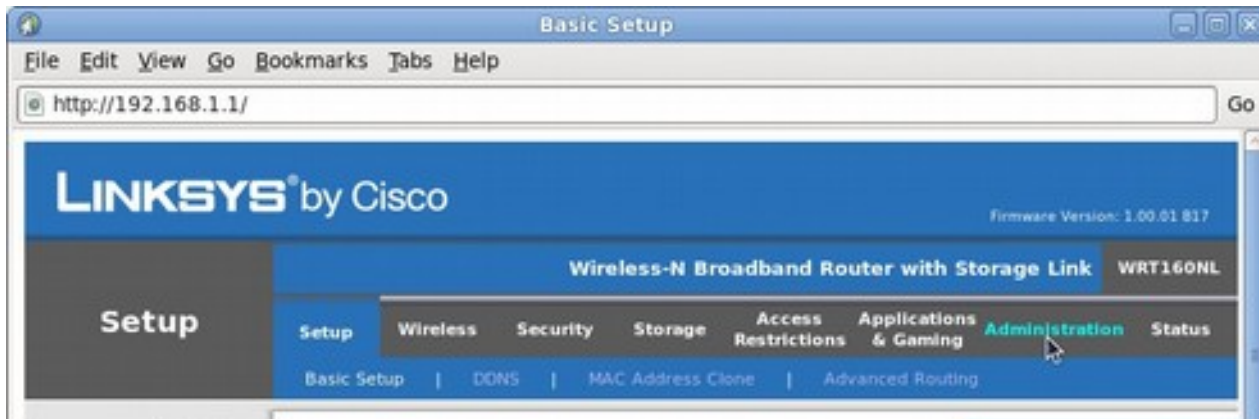 Basic Setup
File Edit View Go Bookmarks Tabs Help
http://192.168.1.1/ Go
LINKSYS® by Cisco
Firmware Version: 1.00.01 B17
Wireless-N Broadband Router with Storage Link WRT160NL
Setup
Setup Wireless Security Storage Access Restrictions Applications & Gaming Administration Status
Basic Setup | DDNS | MAC Address Clone | Advanced Routing